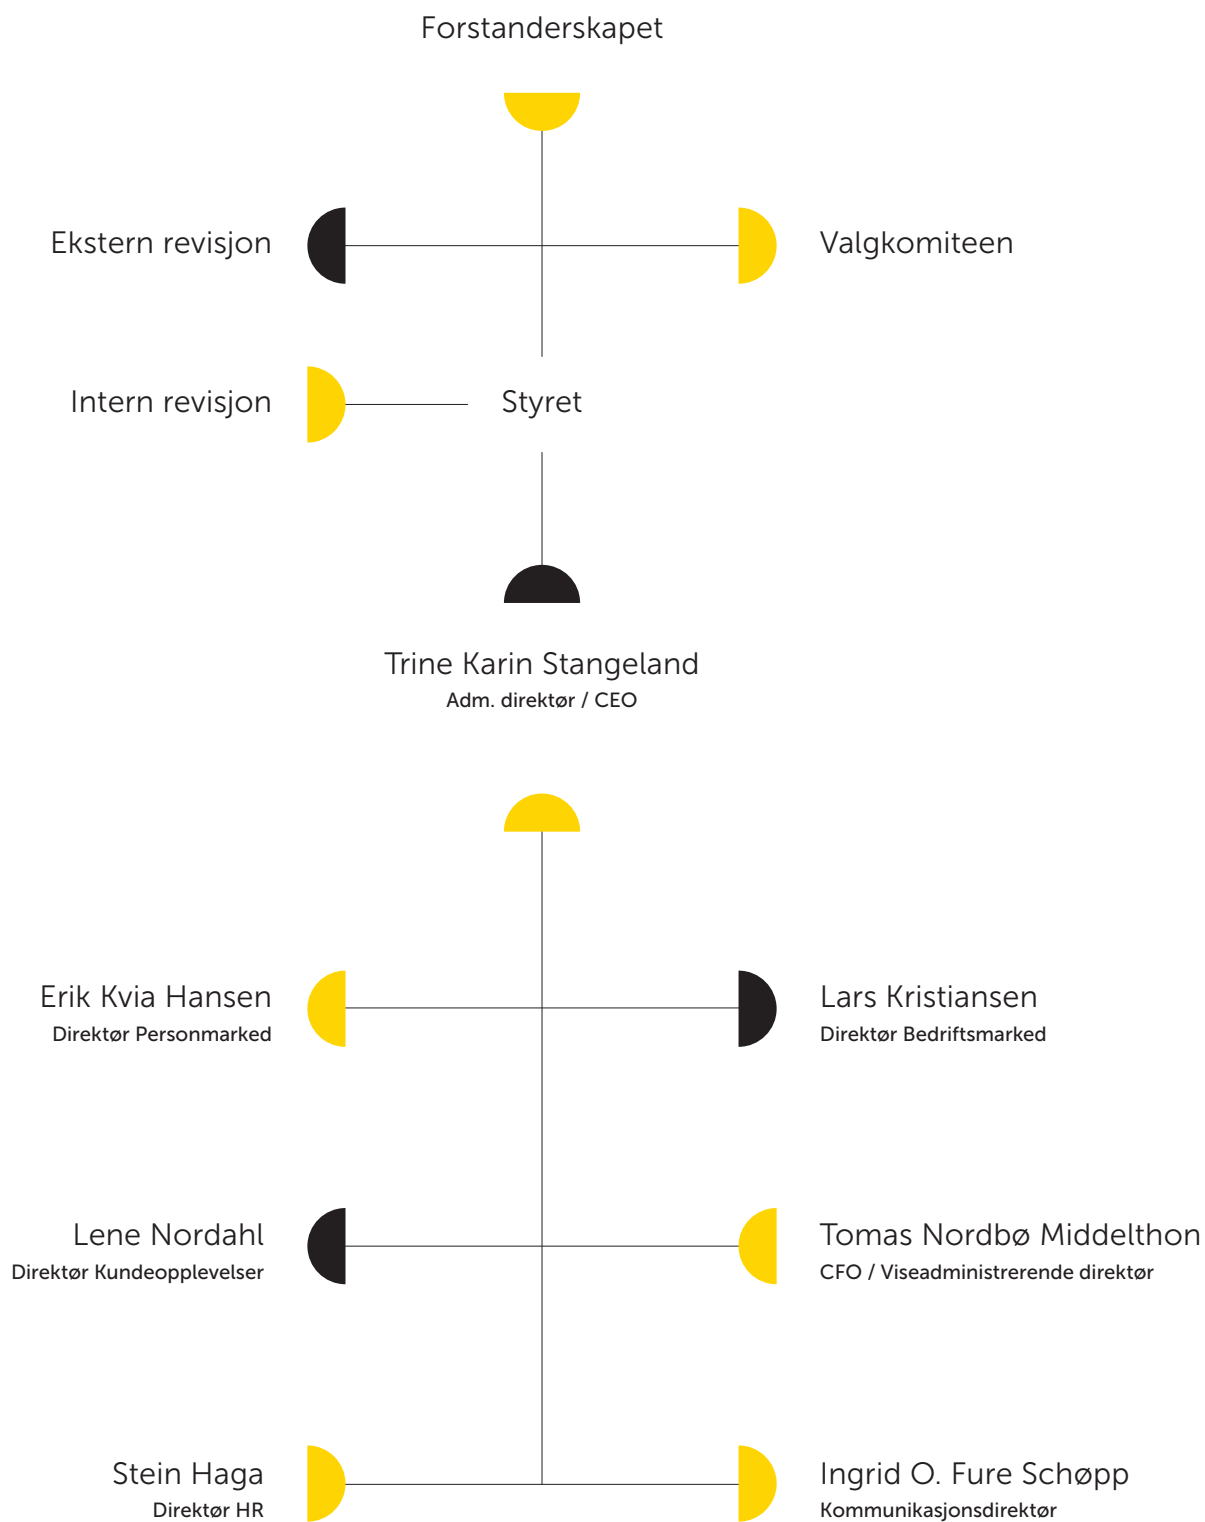 Forstanderskapet
Ekstern revisjon
Valgkomiteen
Intern revisjon
Styret
Trine Karin Stangeland
Adm. direktør / CEO
Erik Kvia Hansen
Direktør Personmarked
Lars Kristiansen
Direktør Bedriftsmarked
Lene Nordahl
Direktør Kundeopplevelser
Tomas Nordbø Middelthon
CFO / Viseadministrerende direktør
Stein Haga
Direktør HR
Ingrid O. Fure Schøpp
Kommunikasjonsdirektør